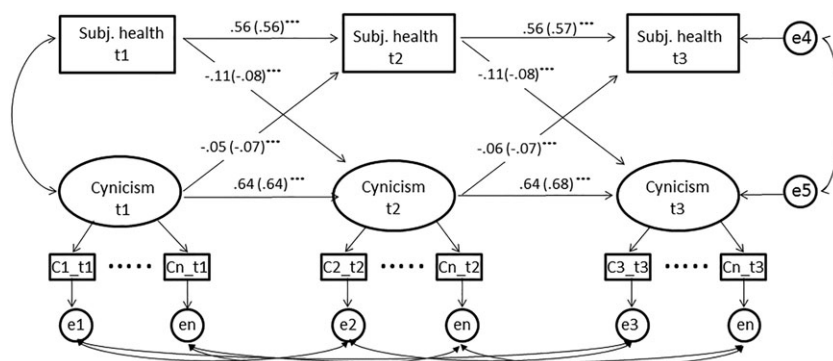 Subj. health
t1
.56 (.56)***
Subj. health
t2
.56 (.57)***
Subj. health
t3
e4
-.11(-.08)***
-.11(-.08)***
-.05 (-.07)***
-.06 (-.07)***
Cynicism
t1
.64 (.64)***
Cynicism
t2
.64 (.68)***
Cynicism
t3
e5
C1_t1
Cn_t1
C2_t2
Cn_t2
C3_t3
Cn_t3
e1
en
e2
en
e3
en